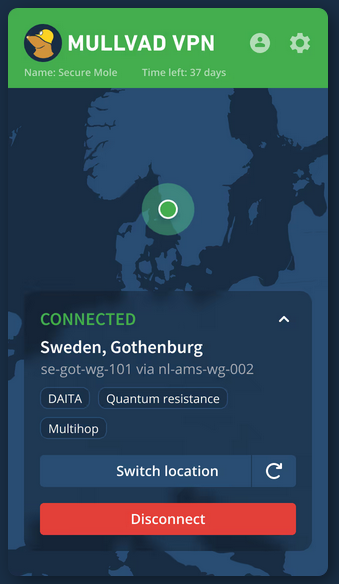 MULLVAD VPN
Name: Secure Mole Time left: 37 days
CONNECTED
Sweden, Gothenburg
se-got-wg-101 via nl-ams-wg-002
DAITA Quantum resistance
Multihop
Switch location
Disconnect